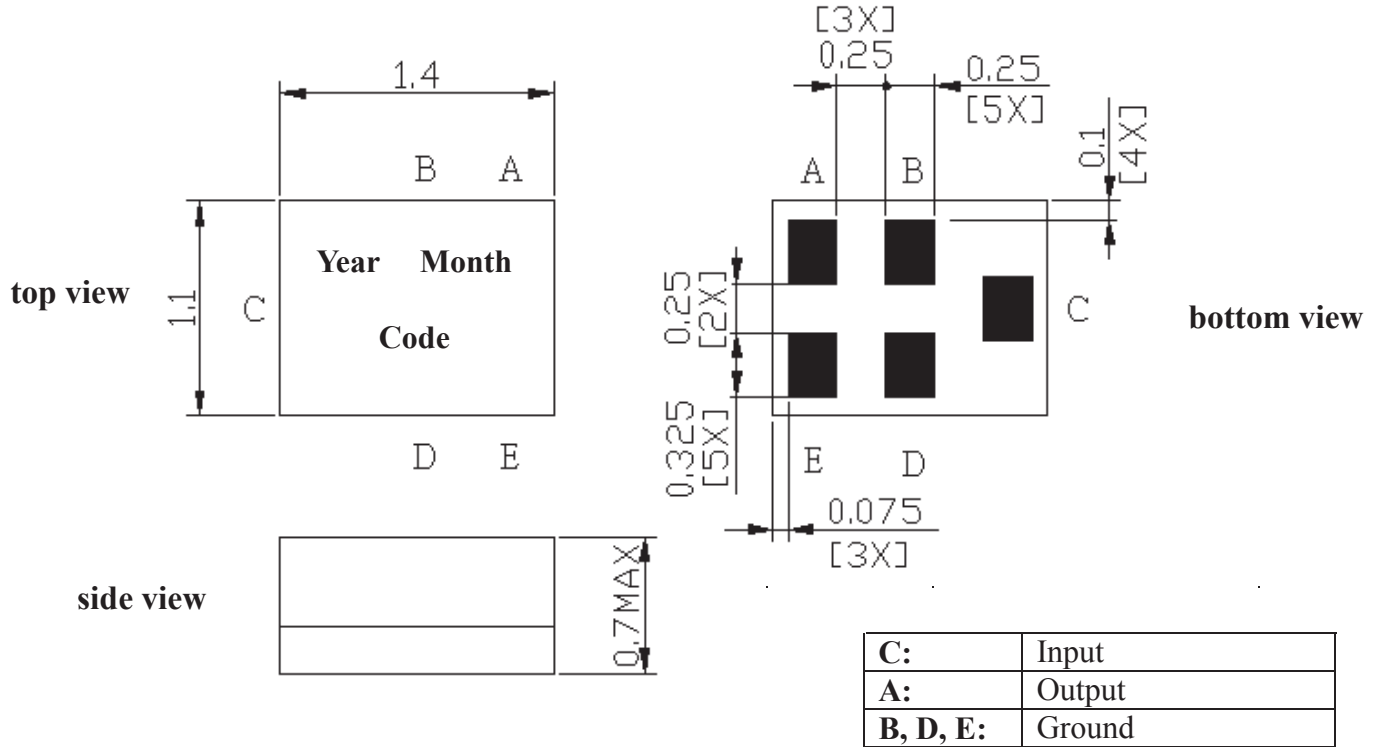 [3X]
0.25
0.25
[5X]
1.4
0.1
[4X]
B A
A B
Year Month
top view
1.1
C
Code
0.25
[2X]
C
bottom view
0.325
[5X]
D E
E D
0.075
[3X]
side view
0.7MAX
C: Input
A: Output
B, D, E: Ground